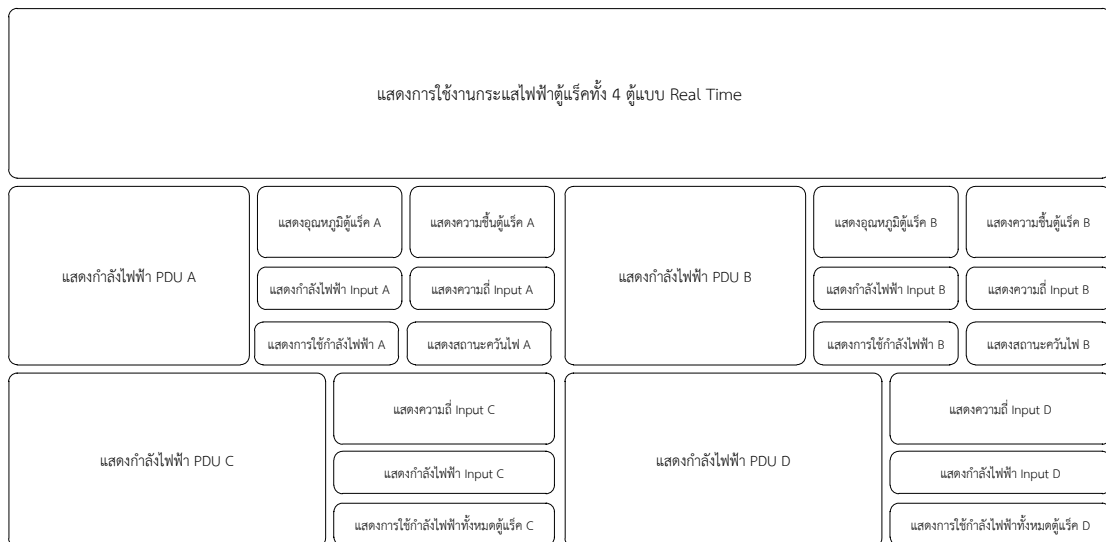 แสดงการใช้งานกระแสไฟฟ้าตู้แร็คทั้ง 4 ตู้แบบ Real Time
แสดงกำลังไฟฟ้า PDU A
แสดงอุณหภูมิตู้แร็ค A
แสดงความชื้นตู้แร็ค A
แสดงกำลังไฟฟ้า Input A
แสดงความถี่ Input A
แสดงการใช้กำลังไฟฟ้า A
แสดงสถานะควันไฟ A
แสดงกำลังไฟฟ้า PDU B
แสดงอุณหภูมิตู้แร็ค B
แสดงความชื้นตู้แร็ค B
แสดงกำลังไฟฟ้า Input B
แสดงความถี่ Input B
แสดงการใช้กำลังไฟฟ้า B
แสดงสถานะควันไฟ B
แสดงกำลังไฟฟ้า PDU C
แสดงความถี่ Input C
แสดงกำลังไฟฟ้า Input C
แสดงการใช้กำลังไฟฟ้าทั้งหมดตู้แร็ค C
แสดงกำลังไฟฟ้า PDU D
แสดงความถี่ Input D
แสดงกำลังไฟฟ้า Input D
แสดงการใช้กำลังไฟฟ้าทั้งหมดตู้แร็ค D